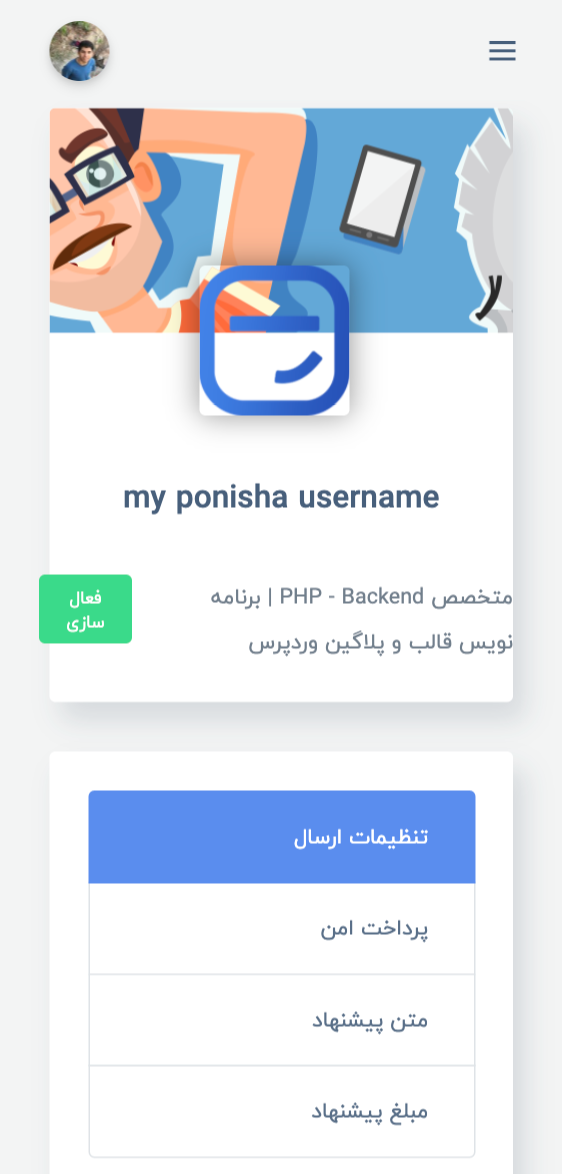 my ponisha username
متخصص PHP - Backend | برنامه
نویس قالب و پلاگین وردپرس
فعال
سازی
تنظیمات ارسال
پرداخت امن
متن پیشنهاد
مبلغ پیشنهاد